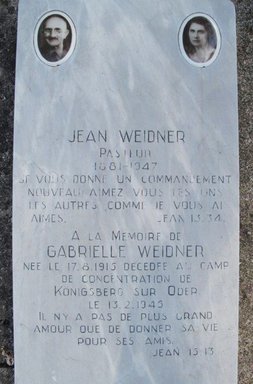 JEAN WEIDNER
PASTEUR
1881-1947
JE VOUS DONNE UN COMMANDEMENT
NOUVEAU: AIMEZ VOUS LES UNS
LES AUTRES COMME JE VOUS AI
AIMES. JEAN 13.34.
A LA MEMOIRE DE
GABRIELLE WEIDNER
NEE LE 17.8.1915 DECEDEE AU CAMP
DE CONCENTRATION DE
KÖNIGSBERG SUR ODER
LE 13.2.1945
IL N'Y A PAS DE PLUS GRAND
AMOUR QUE DE DONNER SA VIE
POUR SES AMIS.
JEAN 15.13